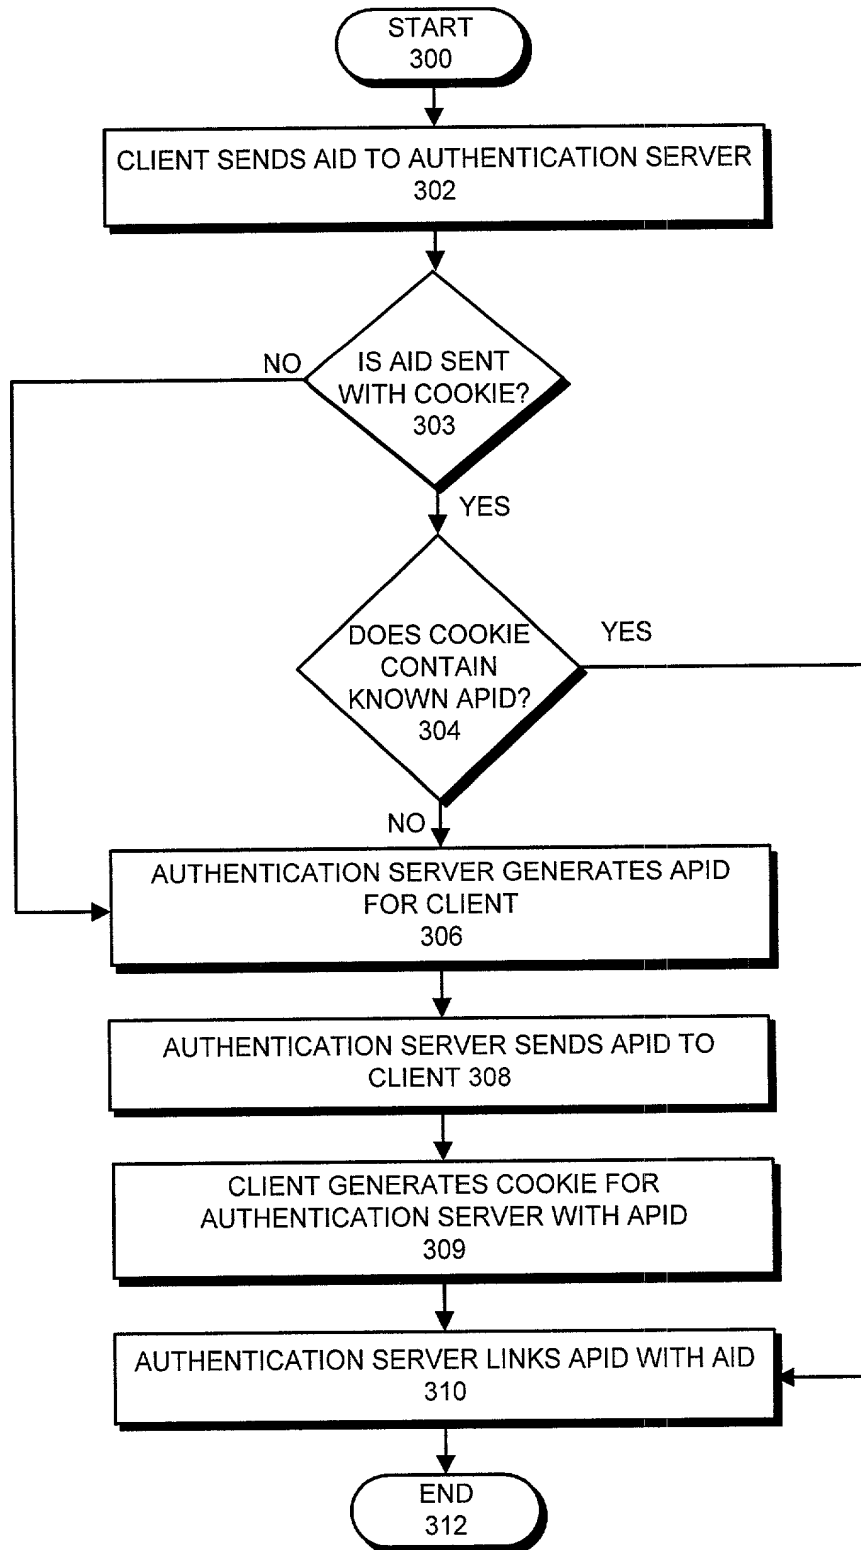 START
300
CLIENT SENDS AID TO AUTHENTICATION SERVER
302
NO
IS AID SENT
WITH COOKIE?
303
YES
DOES COOKIE
CONTAIN
KNOWN APID?
304
YES
NO
AUTHENTICATION SERVER GENERATES APID
FOR CLIENT
306
AUTHENTICATION SERVER SENDS APID TO
CLIENT 308
CLIENT GENERATES COOKIE FOR
AUTHENTICATION SERVER WITH APID
309
AUTHENTICATION SERVER LINKS APID WITH AID
310
END
312